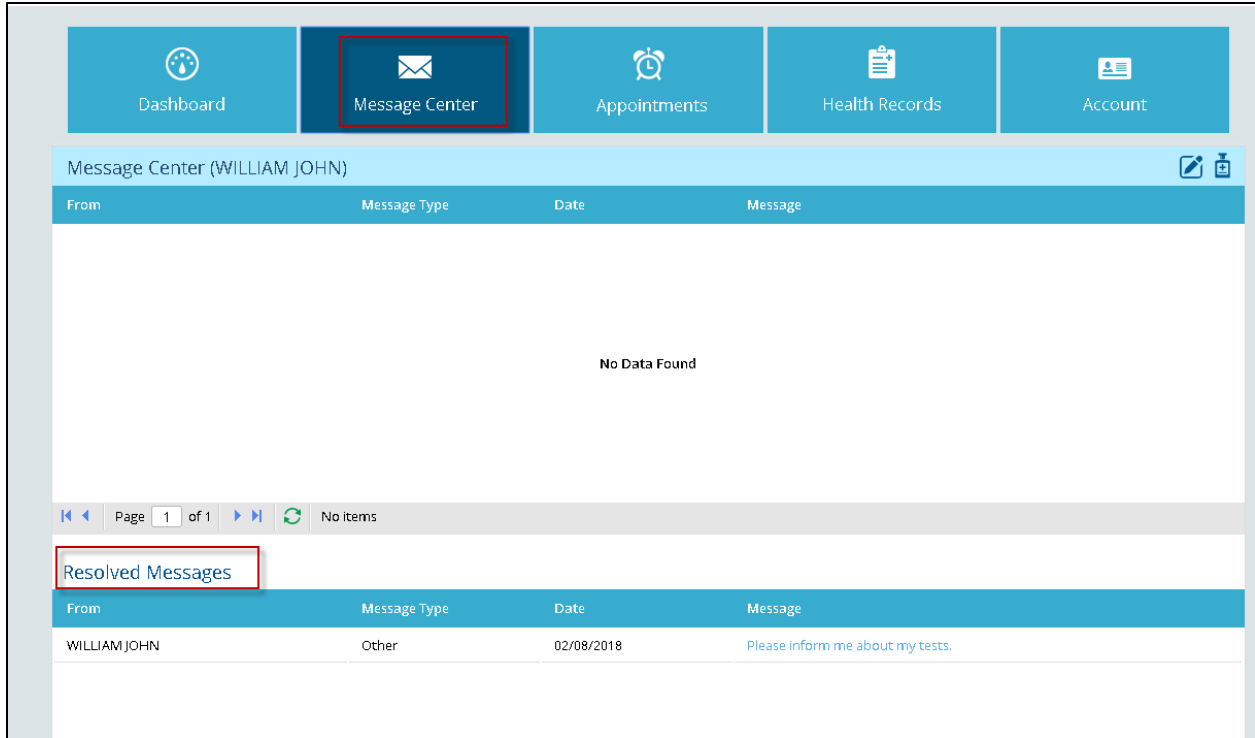 Dashboard Message Center Appointments Health Records Account
Message Center (WILLIAM JOHN)
From Message Type Date Message
No Data Found
Page 1 of 1 No items
Resolved Messages
From Message Type Date Message
WILLIAM JOHN Other 02/08/2018 Please inform me about my tests.